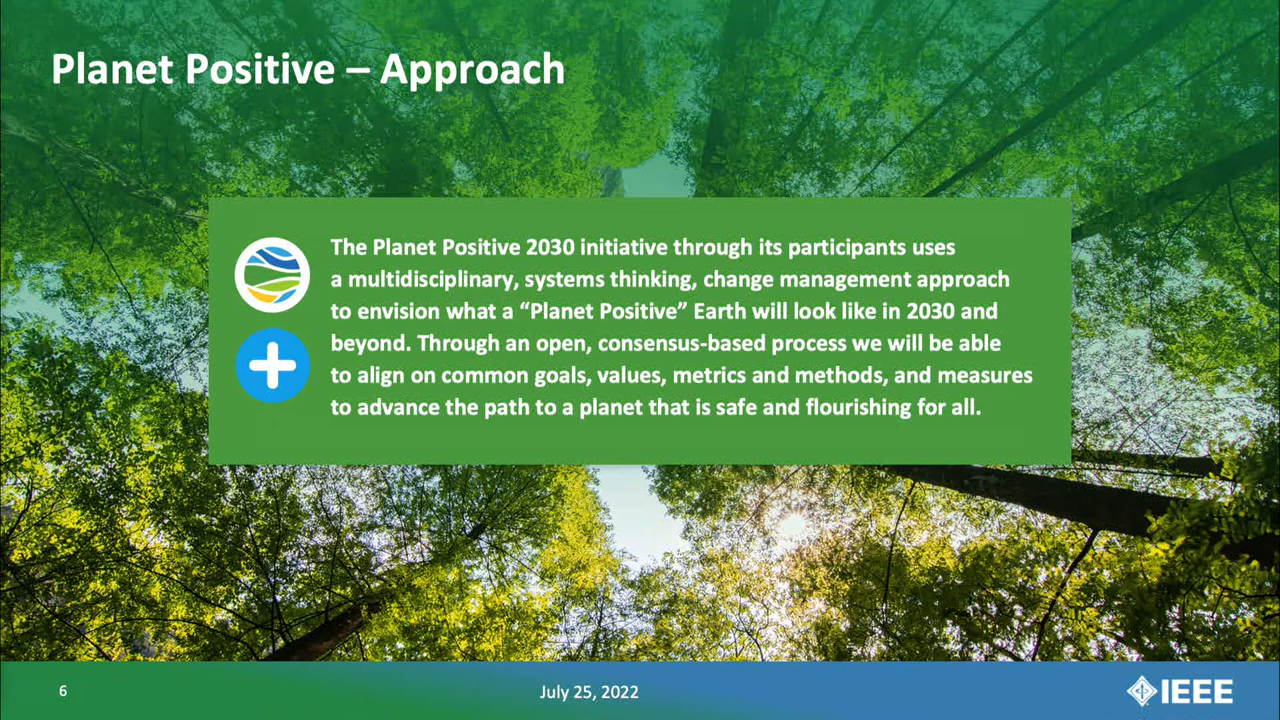 Planet Positive – Approach
The Planet Positive 2030 initiative through its participants uses
a multidisciplinary, systems thinking, change management approach
to envision what a “Planet Positive” Earth will look like in 2030 and
beyond. Through an open, consensus-based process we will be able
to align on common goals, values, metrics and methods, and measures
to advance the path to a planet that is safe and flourishing for all.
6
July 25, 2022
IEEE